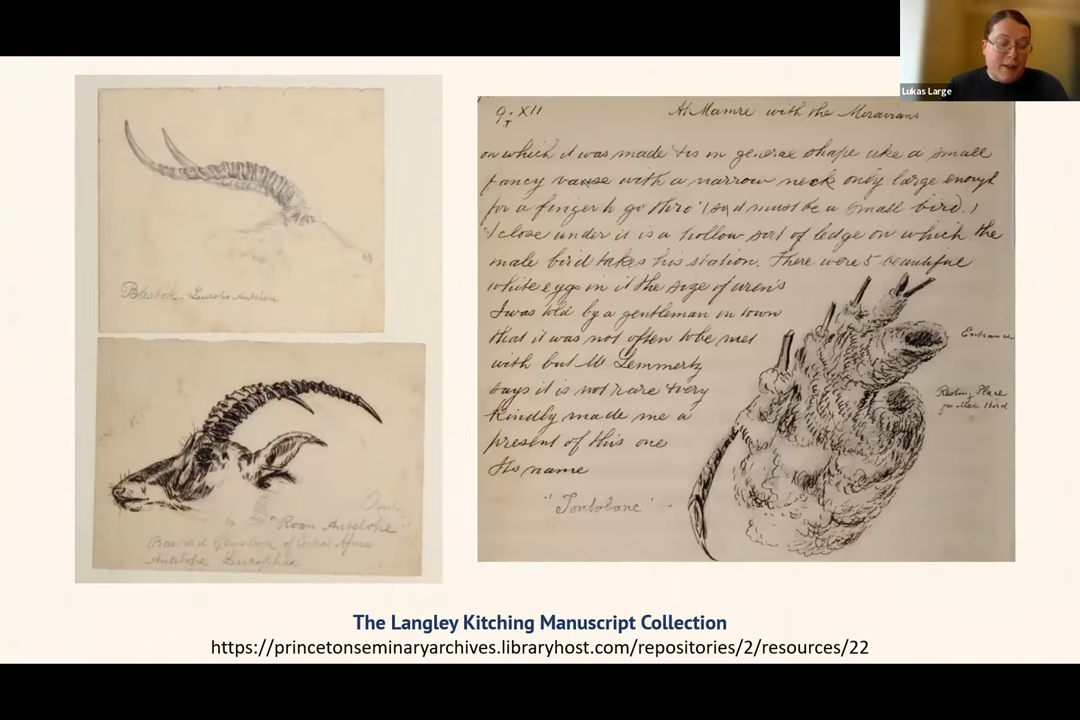 Lukas Large
Blesbok.
"Roan Antelope"
of Central Africa
9. XII
At Mamre with the Moravians
on which it was made & is in general shape like a small
fancy vause with a narrow neck only large enough
for a finger to go thro' (so it must be a small bird.)
close under it is a hollow sort of ledge on which the
male bird takes his station. There were 5 beautiful
white eggs in it the size of wren's
I was told by a gentleman in town
that it was not often to be met
with but Mr Lemmertz
says it is not rare & very
kindly made me a
present of this one
Its name
Entrance
Resting Place
for Male Bird
The Langley Kitching Manuscript Collection
https://princetonseminaryarchives.libraryhost.com/repositories/2/resources/22